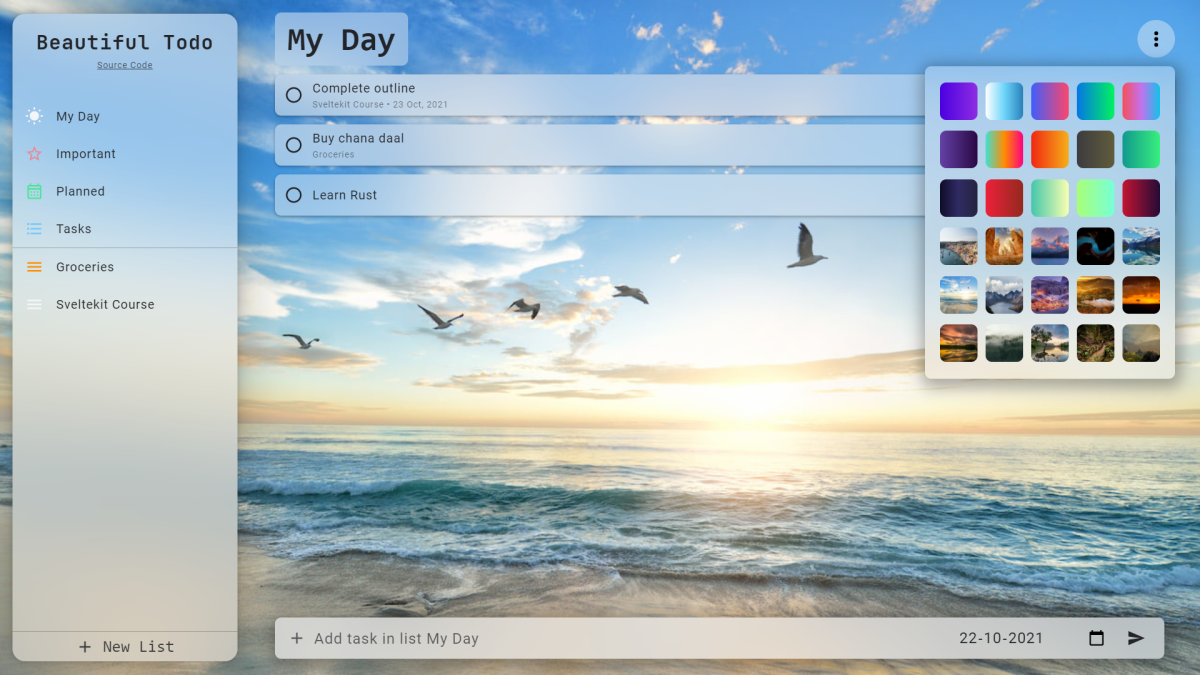 Beautiful Todo
Source Code
My Day
Important
Planned
Tasks
Groceries
Sveltekit Course
+ New List
My Day
Complete outline
Sveltekit Course • 23 Oct, 2021
Buy chana daal
Groceries
Learn Rust
+ Add task in list My Day
22-10-2021